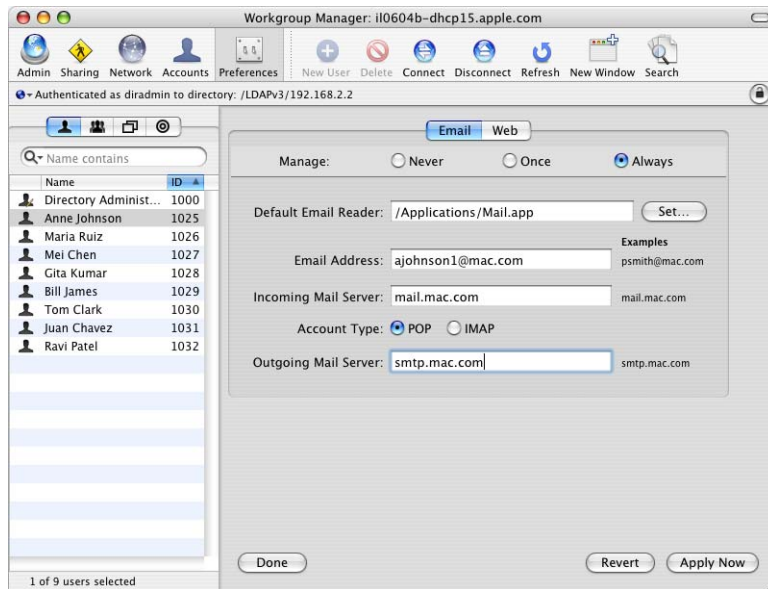 Workgroup Manager: il0604b-dhcp15.apple.com
Admin Sharing Network Accounts Preferences New User Delete Connect Disconnect Refresh New Window Search
Authenticated as diradmin to directory: /LDAPv3/192.168.2.2
Name contains
Name ID
Directory Administ... 1000
Anne Johnson 1025
Maria Ruiz 1026
Mei Chen 1027
Gita Kumar 1028
Bill James 1029
Tom Clark 1030
Juan Chavez 1031
Ravi Patel 1032
1 of 9 users selected
Email Web
Manage: Never Once Always
Default Email Reader: /Applications/Mail.app Set...
Examples
Email Address: ajohnson1@mac.com psmith@mac.com
Incoming Mail Server: mail.mac.com mail.mac.com
Account Type: POP IMAP
Outgoing Mail Server: smtp.mac.com smtp.mac.com
Done Revert Apply Now